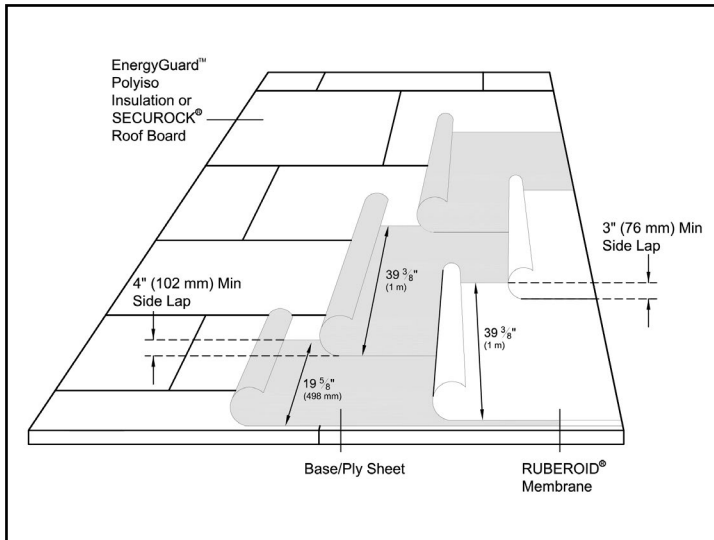 EnergyGuard™
Polyiso
Insulation or
SECUROCK®
Roof Board
3" (76 mm) Min
Side Lap
4" (102 mm) Min
Side Lap
39 3/8"
(1 m)
39 3/8"
(1 m)
19 5/8"
(498 mm)
Base/Ply Sheet
RUBEROID®
Membrane